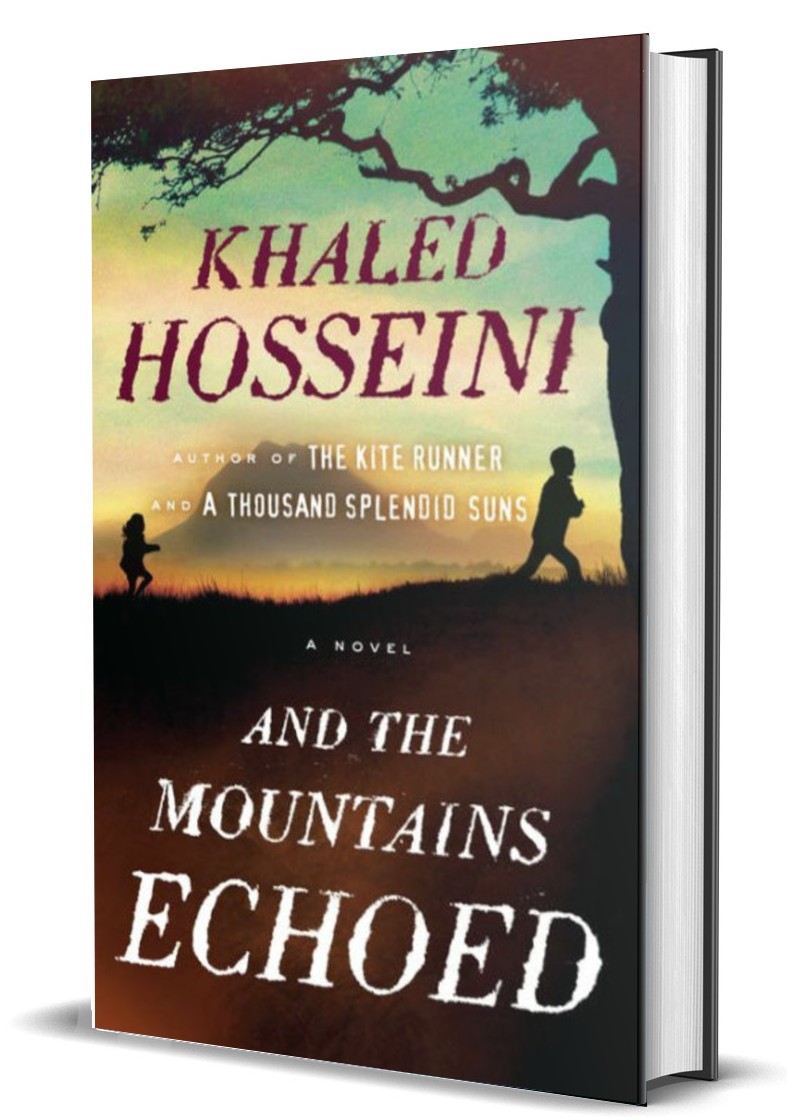 KHALED
HOSSEINI
AUTHOR OF THE KITE RUNNER
AND A THOUSAND SPLENDID SUNS
A NOVEL
AND THE
MOUNTAINS
ECHOED